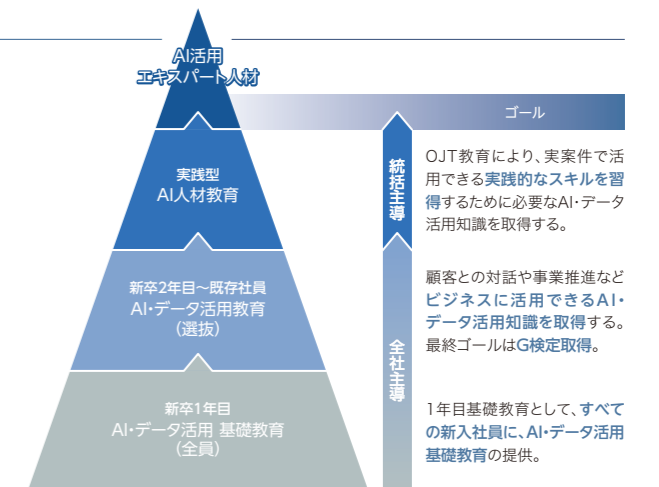 AI活用
エキスパート人材
ゴール
実践型
AI人材教育
統括主導
OJT教育により、実案件で活
用できる実践的なスキルを習
得するために必要なAI・データ
活用知識を取得する。
新卒2年目～既存社員
AI・データ活用教育
（選抜）
全社主導
顧客との対話や事業推進など
ビジネスに活用できるAI・
データ活用知識を取得する。
最終ゴールはG検定取得。
新卒1年目
AI・データ活用 基礎教育
（全員）
1年目基礎教育として、すべて
の新入社員に、AI・データ活用
基礎教育の提供。